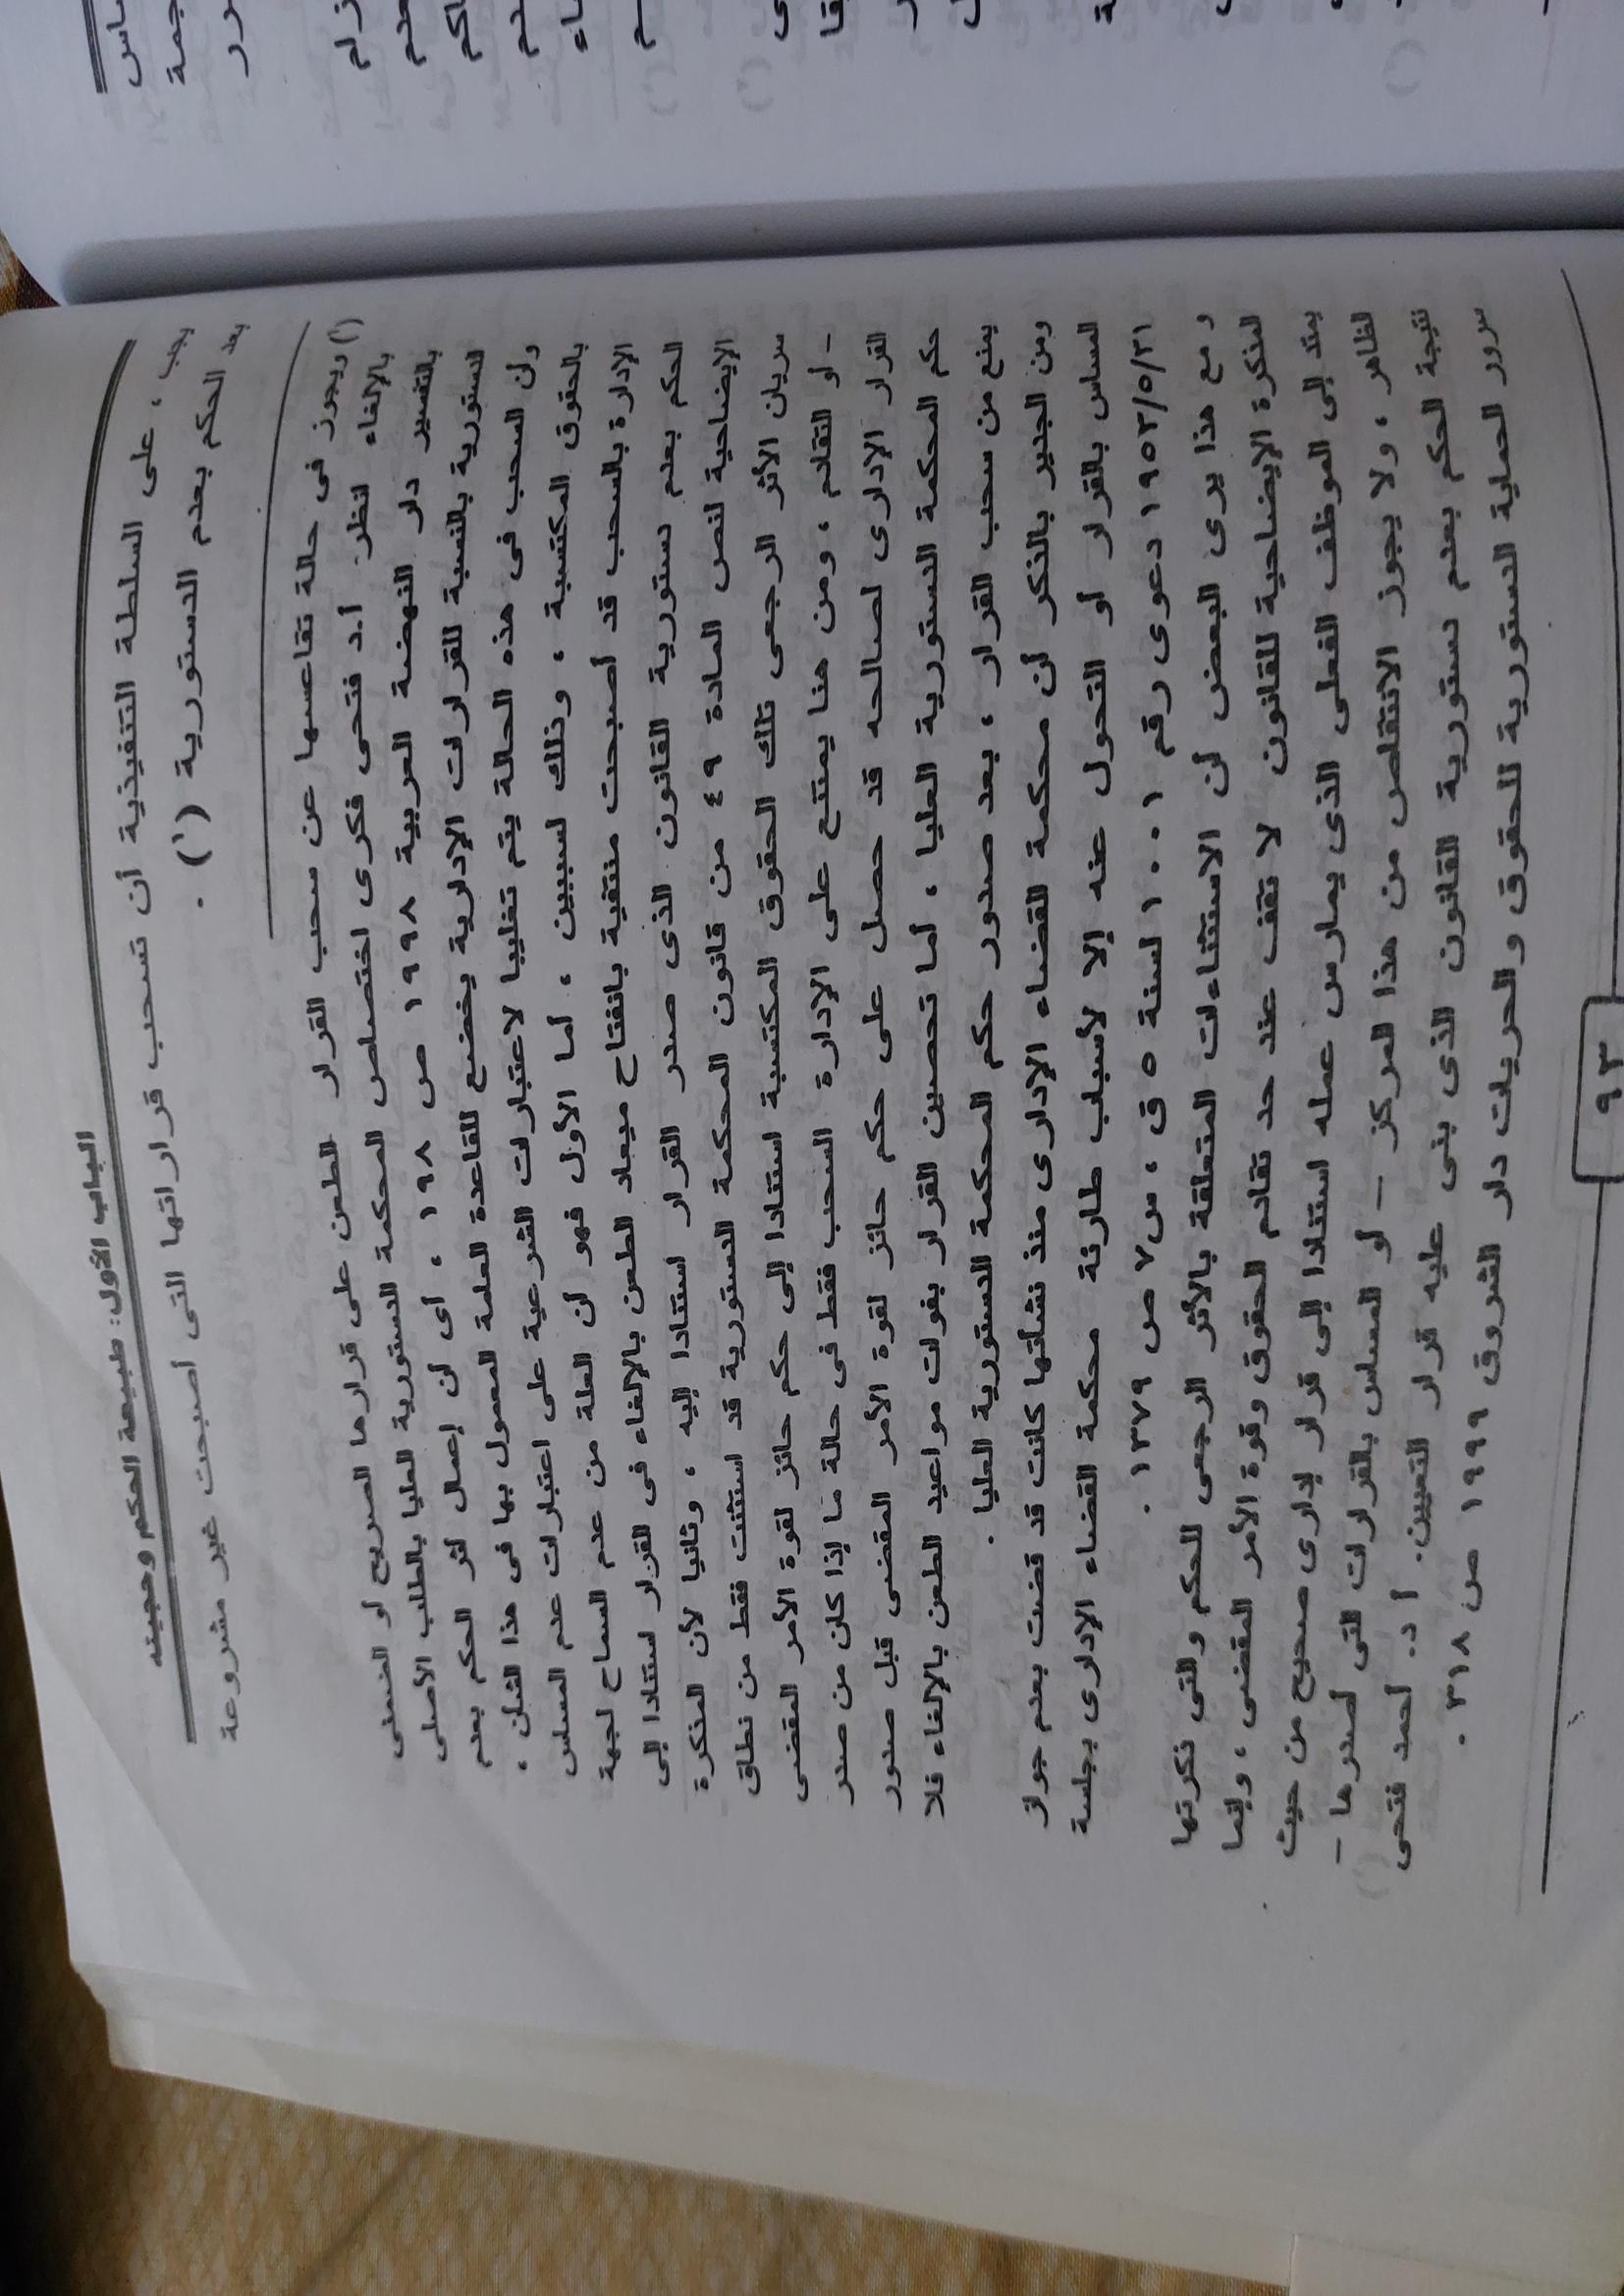 الباب الأول: طبيعة الحكم وحجيته
يجب ، على السلطة التنفيذية أن تسحب قراراتها التى أصبحت غير مشروعة
بعد الحكم بعدم الدستورية (١) .
(١) ويجوز فى حالة تقاعسها عن سحب القرار الطعن على قرارها الصريح أو الضمنى
بالإلغاء انظر أ.د فتحى فكرى اختصاص المحكمة الدستورية العليا بالطلب الأصلى
بالتفسير دار النهضة العربية ١٩٩٨ ص ١٩٨ ، أى أن إعمال أثر الحكم بعدم
الدستورية بالنسبة للقرارات الإدارية يخضع للقاعدة العامة المعمول بها فى هذا الشأن ،
وأن السحب فى هذه الحالة يتم تغليبا لاعتبارات الشرعية على اعتبارات عدم المساس
بالحقوق المكتسبة ، وذلك لسببين ، أما الأول فهو أن العلة من عدم السماح لجهة
الإدارة بالسحب قد أصبحت منتفية بانفتاح ميعاد الطعن بالإلغاء فى القرار استنادا إلى
الحكم بعدم دستورية القانون الذى صدر القرار استنادا إليه ، وثانيا لأن المذكرة
الإيضاحية لنص المادة ٤٩ من قانون المحكمة الدستورية قد استثنت فقط من نطاق
سريان الأثر الرجعى تلك الحقوق المكتسبة استنادا إلى حكم حائز لقوة الأمر المقضى
- أو التقادم ، ومن هنا يمتنع على الإدارة السحب فقط فى حالة ما إذا كان من صدر
القرار الإدارى لصالحه قد حصل على حكم حائز لقوة الأمر المقضى قبل صدور
حكم المحكمة الدستورية العليا ، أما تحصين القرار بفوات مواعيد الطعن بالإلغاء فلا
يمنع من سحب القرار ، بعد صدور حكم المحكمة الدستورية العليا .
ومن الجدير بالذكر أن محكمة القضاء الإدارى منذ نشأتها كانت قد قضت بعدم جواز
المساس بالقرار أو التحول عنه إلا لأسباب طارئة محكمة القضاء الإدارى بجلسة
١٩٥٣/٥/٣١ دعوى رقم ١٠٠١ لسنة ٥ ق ، س٧ ص ١٣٧٩ .
و مع هذا يرى البعض أن الاستثناءات المتعلقة بالأثر الرجعى للحكم والتى ذكرتها
المذكرة الإيضاحية للقانون لا تقف عند حد تقادم الحقوق وقوة الأمر المقضى ، وإنما
يمتد إلى الموظف الفعلى الذى يمارس عمله استنادا إلى قرار إدارى صحيح من حيث
الظاهر ، ولا يجوز الانتقاص من هذا المركز – أو المساس بالقرارات التى أصدرها –
نتيجة الحكم بعدم دستورية القانون الذى بنى عليه قرار التعيين. أ د. أحمد فتحى
سرور الحماية الدستورية للحقوق والحريات دار الشروق ١٩٩٩ ص ٣١٨ .
٩٣